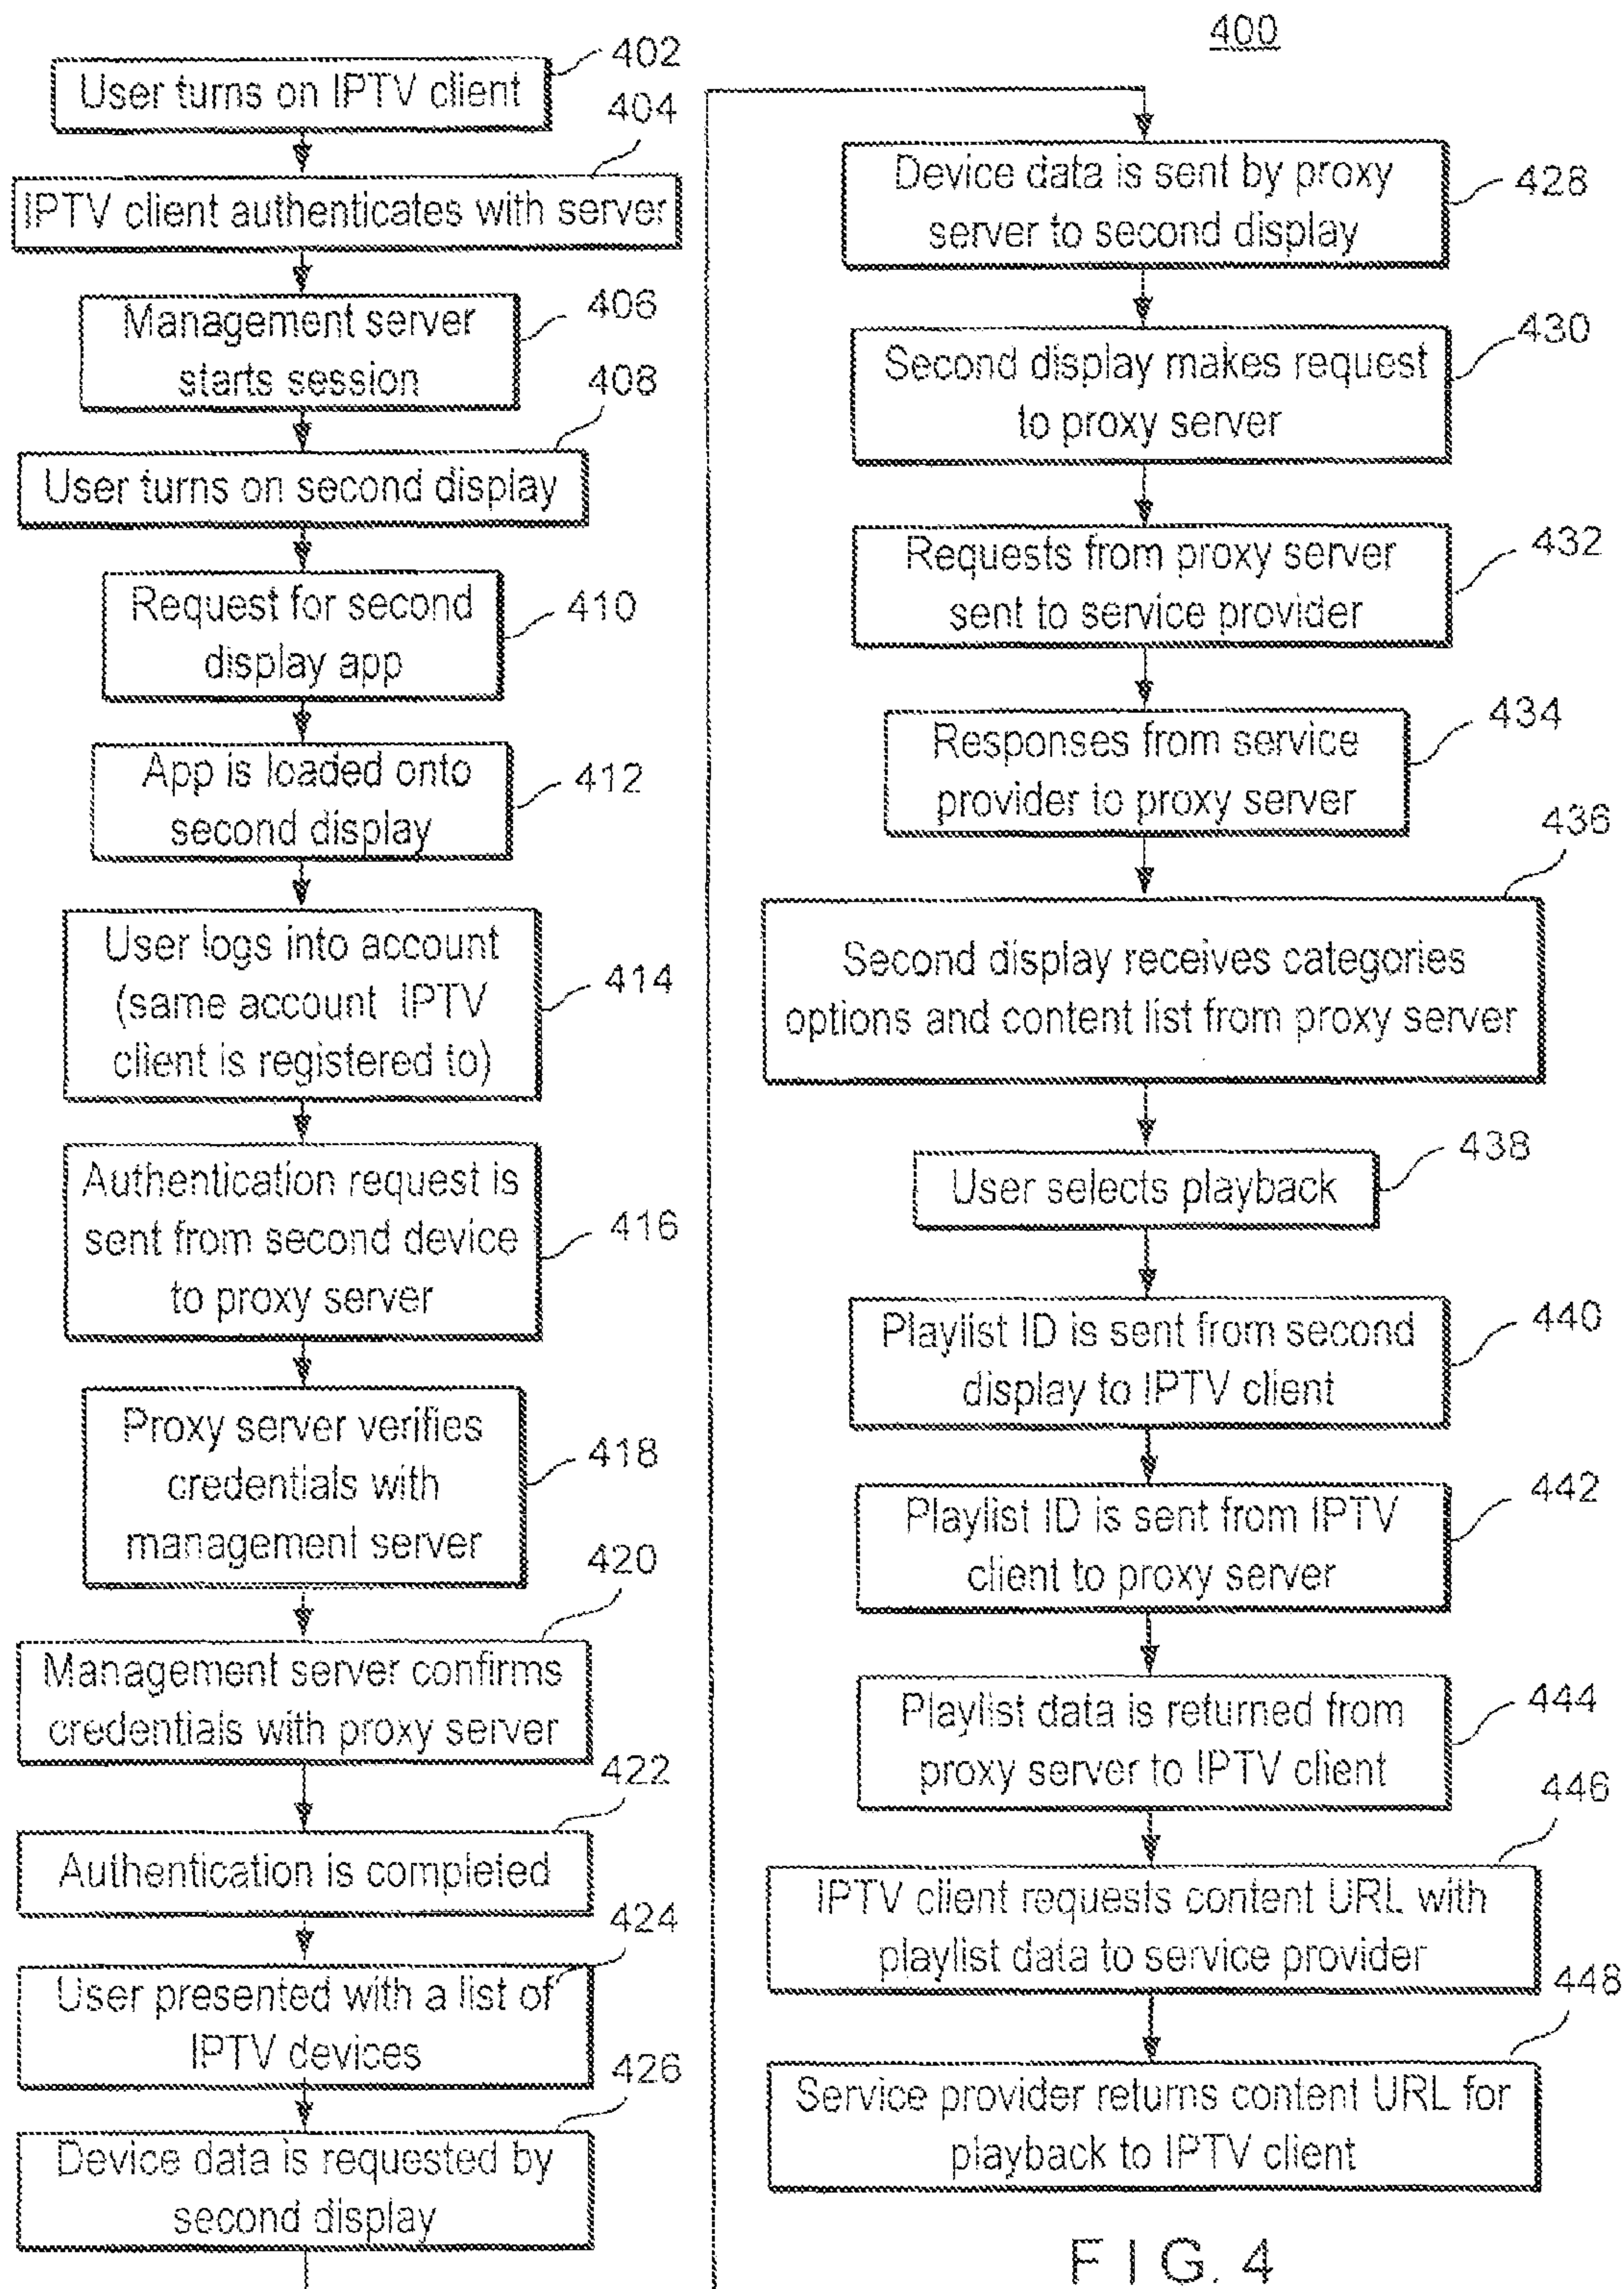 400
402
User turns on IPTV client
404
IPTV client authenticates with server
406
Management server
starts session
408
User turns on second display
Request for second
display app
410
App is loaded onto
second display
412
User logs into account
(same account IPTV
client is registered to)
414
Authentication request is
sent from second device
to proxy server
416
Proxy server verifies
credentials with
management server
418
420
Management server confirms
credentials with proxy server
422
Authentication is completed
424
User presented with a list of
IPTV devices
426
Device data is requested by
second display
Device data is sent by proxy
server to second display
428
Second display makes request
to proxy server
430
Requests from proxy server
sent to service provider
432
Responses from service
provider to proxy server
434
436
Second display receives categories
options and content list from proxy server
User selects playback
438
Playlist ID is sent from second
display to IPTV client
440
Playlist ID is sent from IPTV
client to proxy server
442
Playlist data is returned from
proxy server to IPTV client
444
446
IPTV client requests content URL with
playlist data to service provider
448
Service provider returns content URL for
playback to IPTV client
FIG. 4